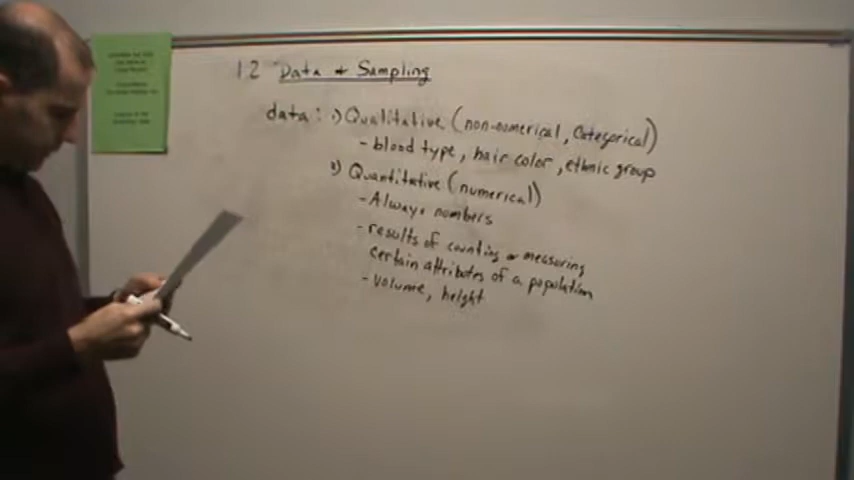 1.2 Data + Sampling
data: 1) Qualitative (non-numerical, Categorical)
- blood type, hair color, ethnic group
2) Quantitative (numerical)
- Always numbers
- results of counting or measuring
certain attributes of a population
- volume, height